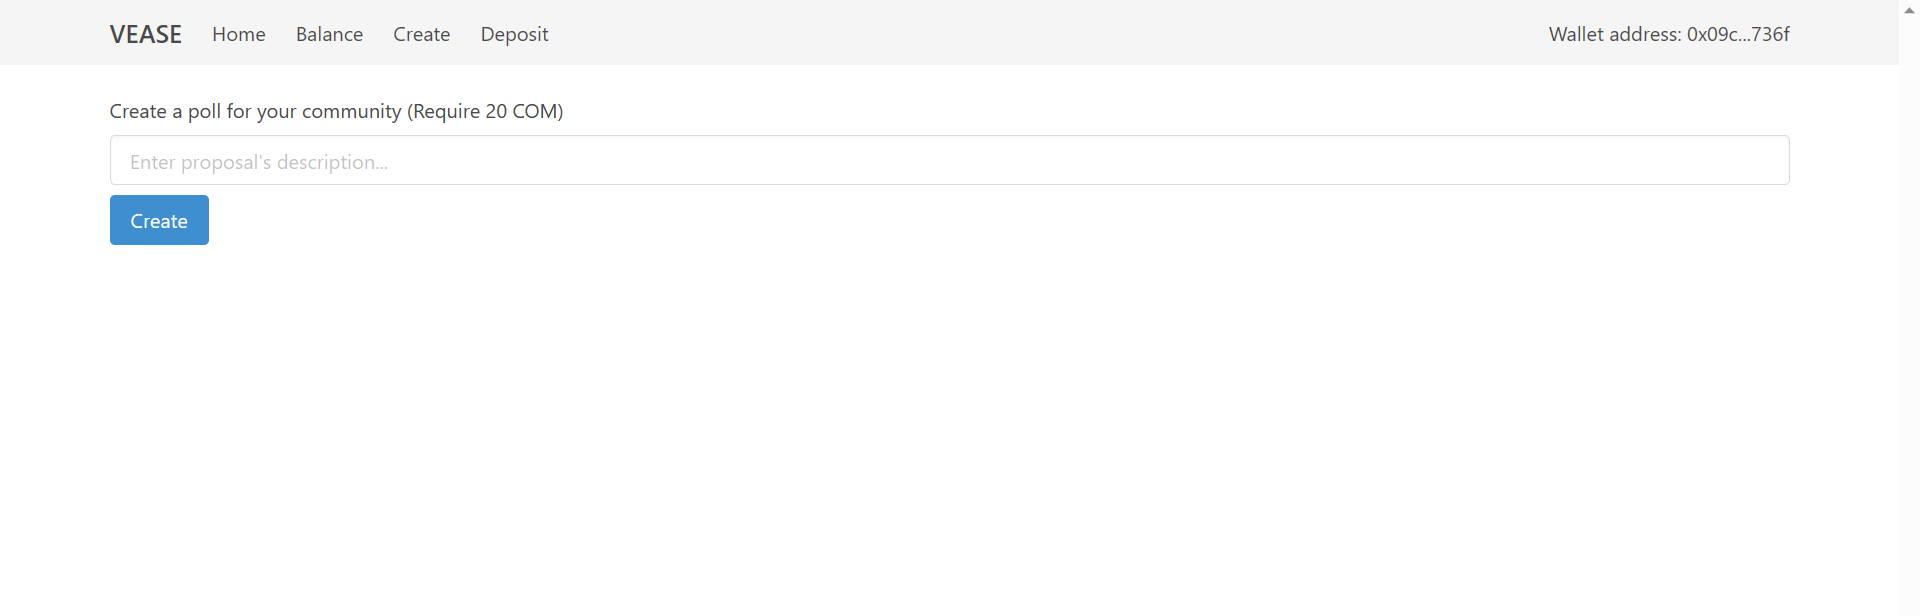 VEASE Home Balance Create Deposit Wallet address: 0x09c...736f
Create a poll for your community (Require 20 COM)
Enter proposal's description...
Create